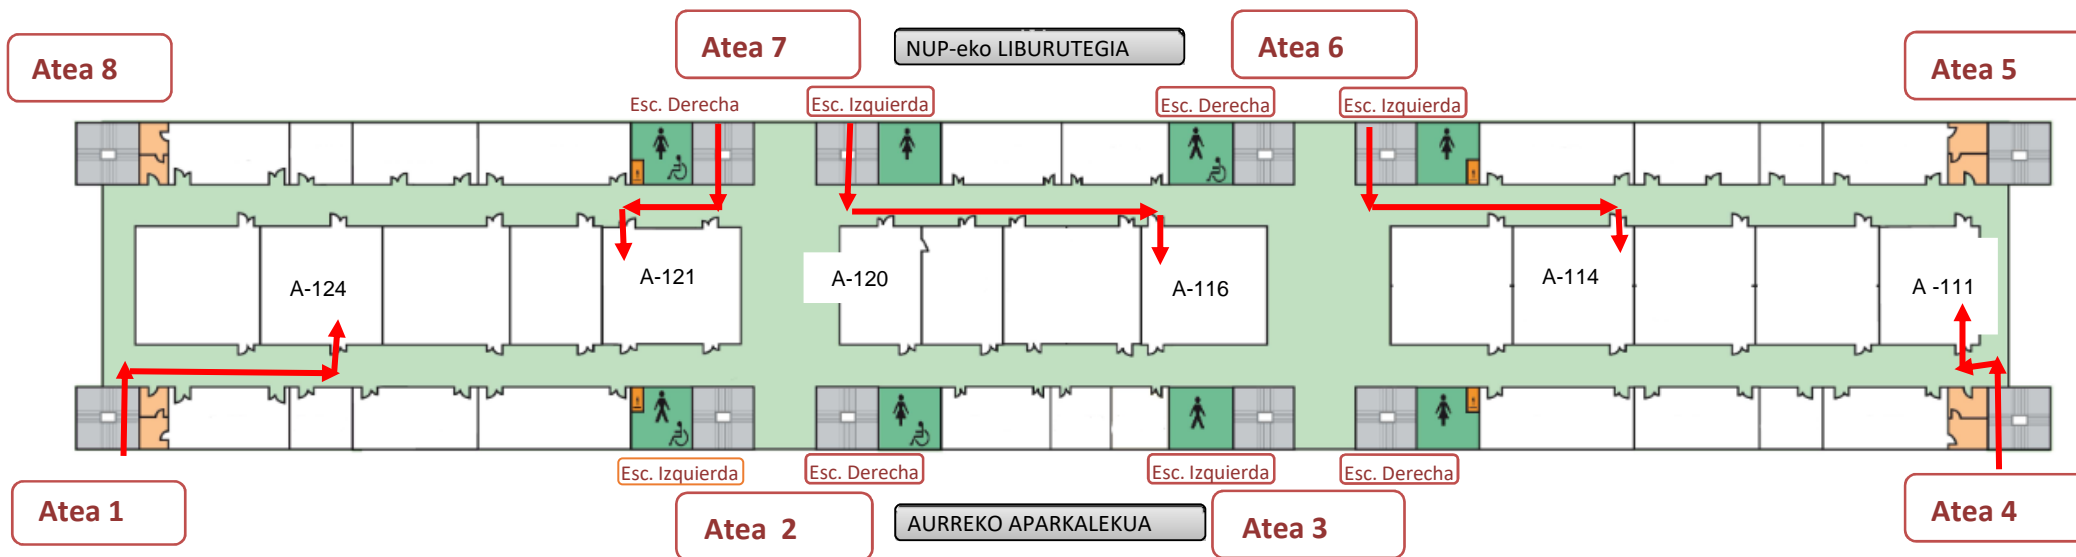 Atea 8
Atea 7
NUP-eko LIBURUTEGIA
Atea 6
Atea 5
Esc. Derecha
Esc. Izquierda
Esc. Derecha
Esc. Izquierda
A-124
A-121
A-120
A-116
A-114
A -111
Esc. Izquierda
Esc. Derecha
Esc. Izquierda
Esc. Derecha
Atea 1
Atea 2
AURREKO APARKALEKUA
Atea 3
Atea 4